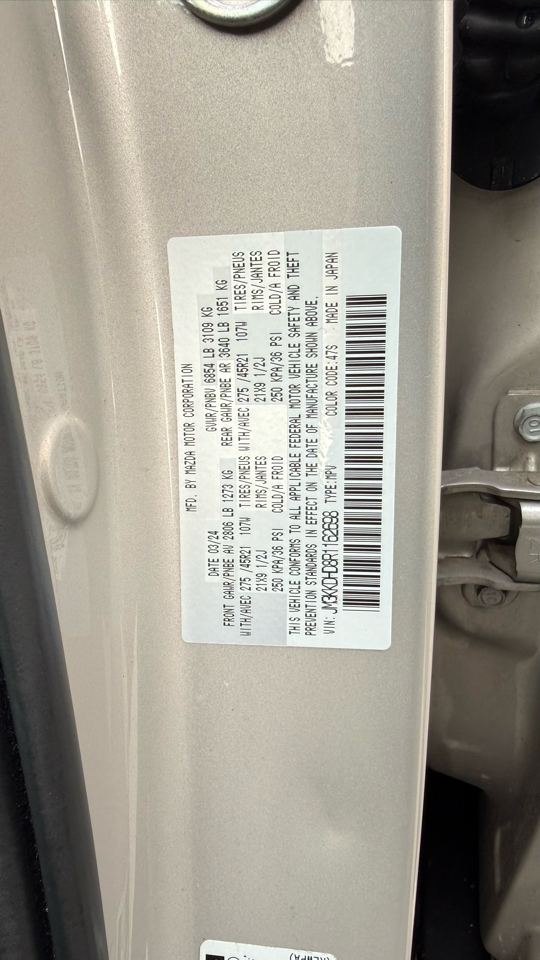 MFD. BY MAZDA MOTOR CORPORATION
DATE 03/24 GVWR/PNBV 6854 LB 3109 KG
FRONT GAWR/PNBE AV 2806 LB 1273 KG REAR GAWR/PNBE AR 3640 LB 1651 KG
WITH/AVEC 275 /45R21 107W TIRES/PNEUS WITH/AVEC 275 /45R21 107W TIRES/PNEUS
21X9 1/2J RIMS/JANTES 21X9 1/2J RIMS/JANTES
250 KPA/36 PSI COLD/A FROID 250 KPA/36 PSI COLD/A FROID
THIS VEHICLE CONFORMS TO ALL APPLICABLE FEDERAL MOTOR VEHICLE SAFETY AND THEFT
PREVENTION STANDARDS IN EFFECT ON THE DATE OF MANUFACTURE SHOWN ABOVE.
VIN: JM3KKDHD8R1162698 TYPE:MPV COLOR CODE:47S MADE IN JAPAN